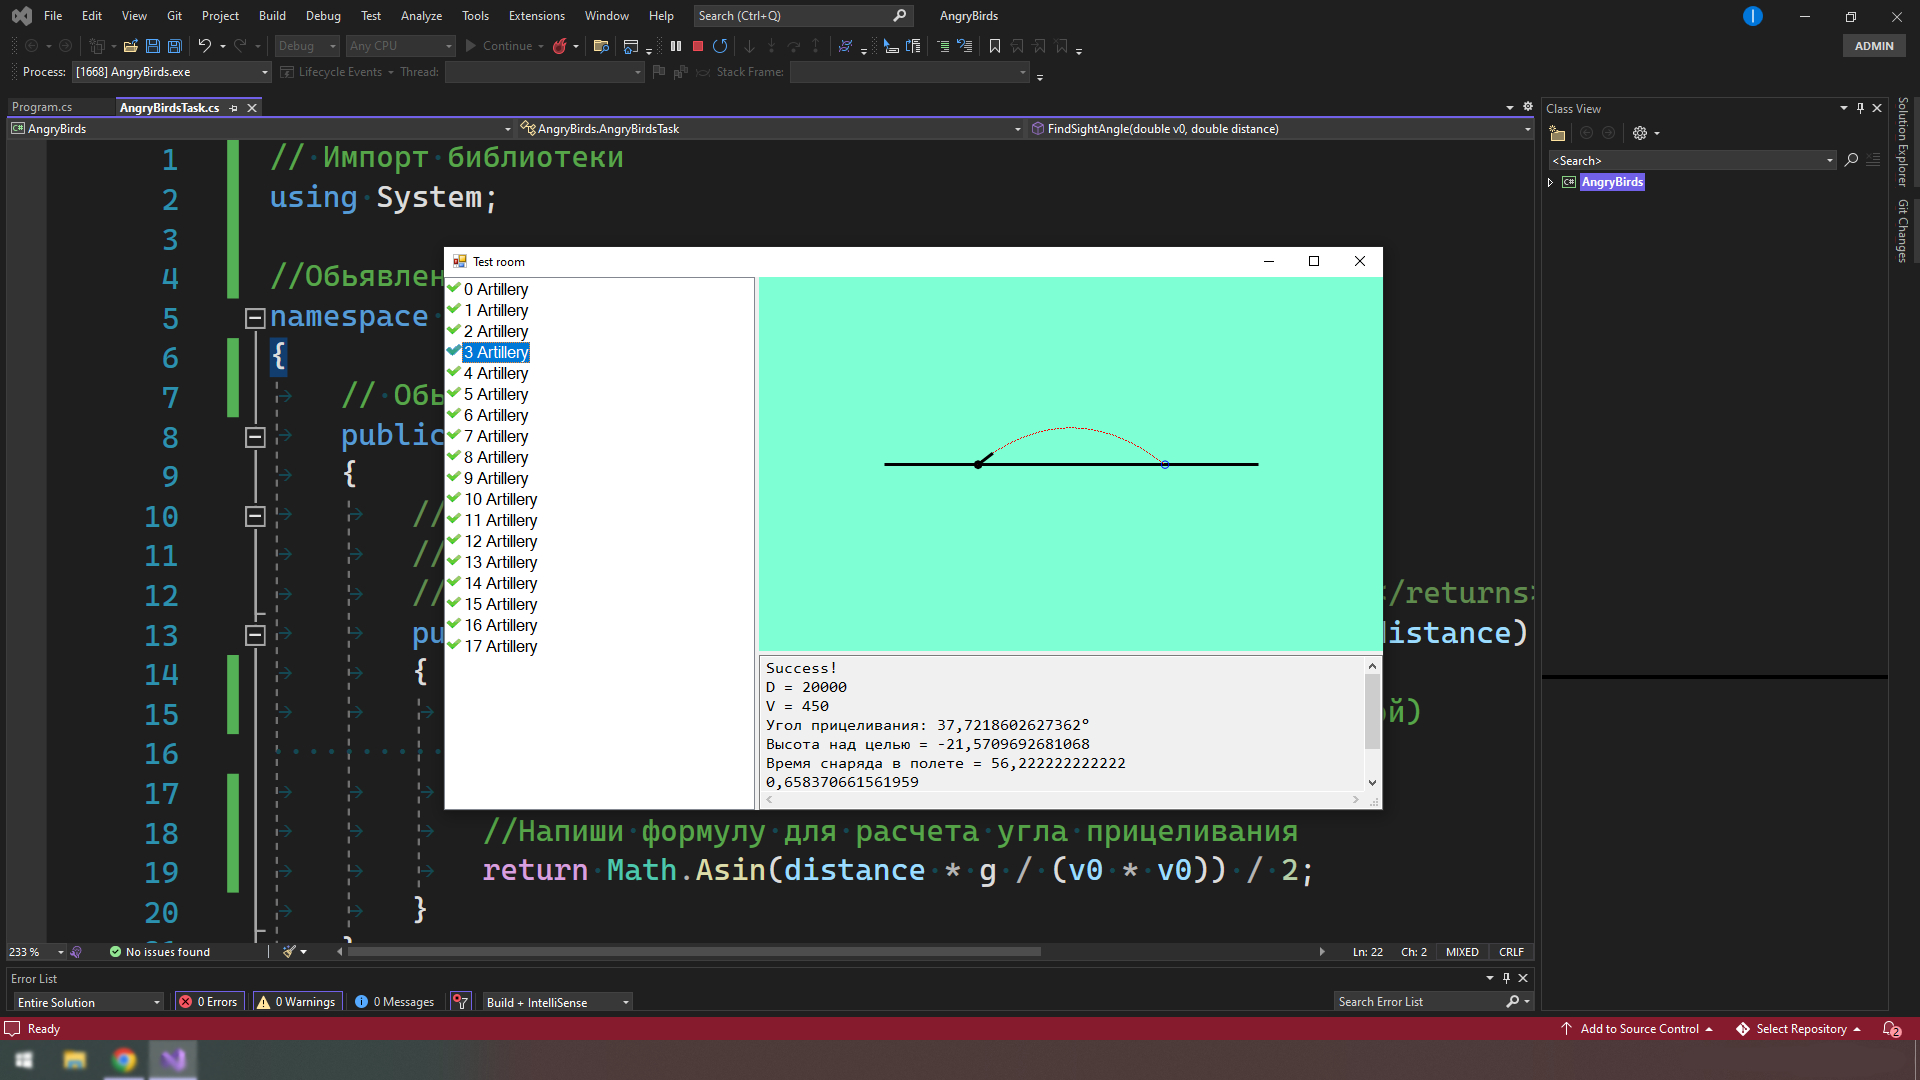 File Edit View Git Project Build Debug Test Analyze Tools Extensions Window Help Search (Ctrl+Q) AngryBirds
Debug Any CPU Continue ADMIN
Process: [1668] AngryBirds.exe Lifecycle Events Thread: Stack Frame:
Program.cs AngryBirdsTask.cs
AngryBirds AngryBirds.AngryBirdsTask FindSightAngle(double v0, double distance)
1 // Импорт библиотеки
2 using System;
3
4 //Обьявлен
5 namespace
6 {
7 // Объ
8 public
9 {
10 //
11 //
12 // </returns>
13 pu distance)
14 {
15 й)
16
17
18 //Напиши формулу для расчета угла прицеливания
19 return Math.Asin(distance * g / (v0 * v0)) / 2;
20 }
Test room
0 Artillery
1 Artillery
2 Artillery
3 Artillery
4 Artillery
5 Artillery
6 Artillery
7 Artillery
8 Artillery
9 Artillery
10 Artillery
11 Artillery
12 Artillery
13 Artillery
14 Artillery
15 Artillery
16 Artillery
17 Artillery
Success!
D = 20000
V = 450
Угол прицеливания: 37,7218602627362°
Высота над целью = -21,5709692681068
Время снаряда в полете = 56,222222222222
0,658370661561959
Class View
<Search>
AngryBirds
Solution Explorer
Git Changes
233 % No issues found Ln: 22 Ch: 2 MIXED CRLF
Error List
Entire Solution 0 Errors 0 Warnings 0 Messages Build + IntelliSense Search Error List
Ready Add to Source Control Select Repository 2